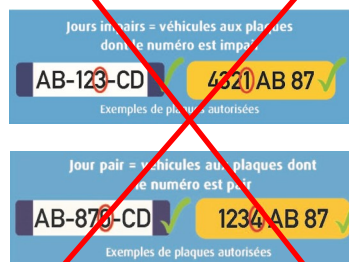 Jours impairs = véhicules aux plaques
dont le numéro est impair
AB-123-CD 4321 AB 87
Exemples de plaques autorisées
Jour pair = véhicules aux plaques dont
le numéro est pair
AB-876-CD 1234 AB 87
Exemples de plaques autorisées